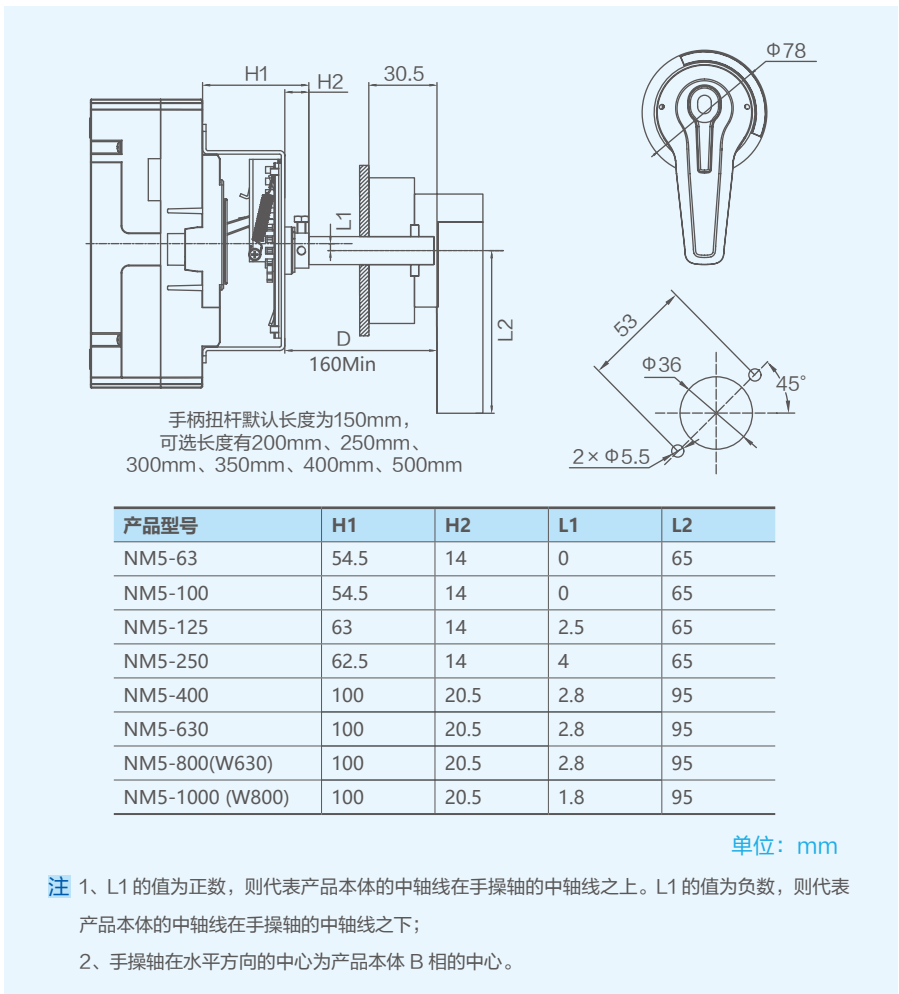 H1
H2
30.5
Φ78
L1
L2
D
160Min
53
Φ36
45°
2×Φ5.5
手柄扭杆默认长度为150mm，
可选长度有200mm、250mm、
300mm、350mm、400mm、500mm
产品型号 H1 H2 L1 L2
NM5-63 54.5 14 0 65
NM5-100 54.5 14 0 65
NM5-125 63 14 2.5 65
NM5-250 62.5 14 4 65
NM5-400 100 20.5 2.8 95
NM5-630 100 20.5 2.8 95
NM5-800(W630) 100 20.5 2.8 95
NM5-1000 (W800) 100 20.5 1.8 95
单位：mm
注 1、L1 的值为正数，则代表产品本体的中轴线在手操轴的中轴线之上。L1 的值为负数，则代表
产品本体的中轴线在手操轴的中轴线之下；
2、手操轴在水平方向的中心为产品本体 B 相的中心。